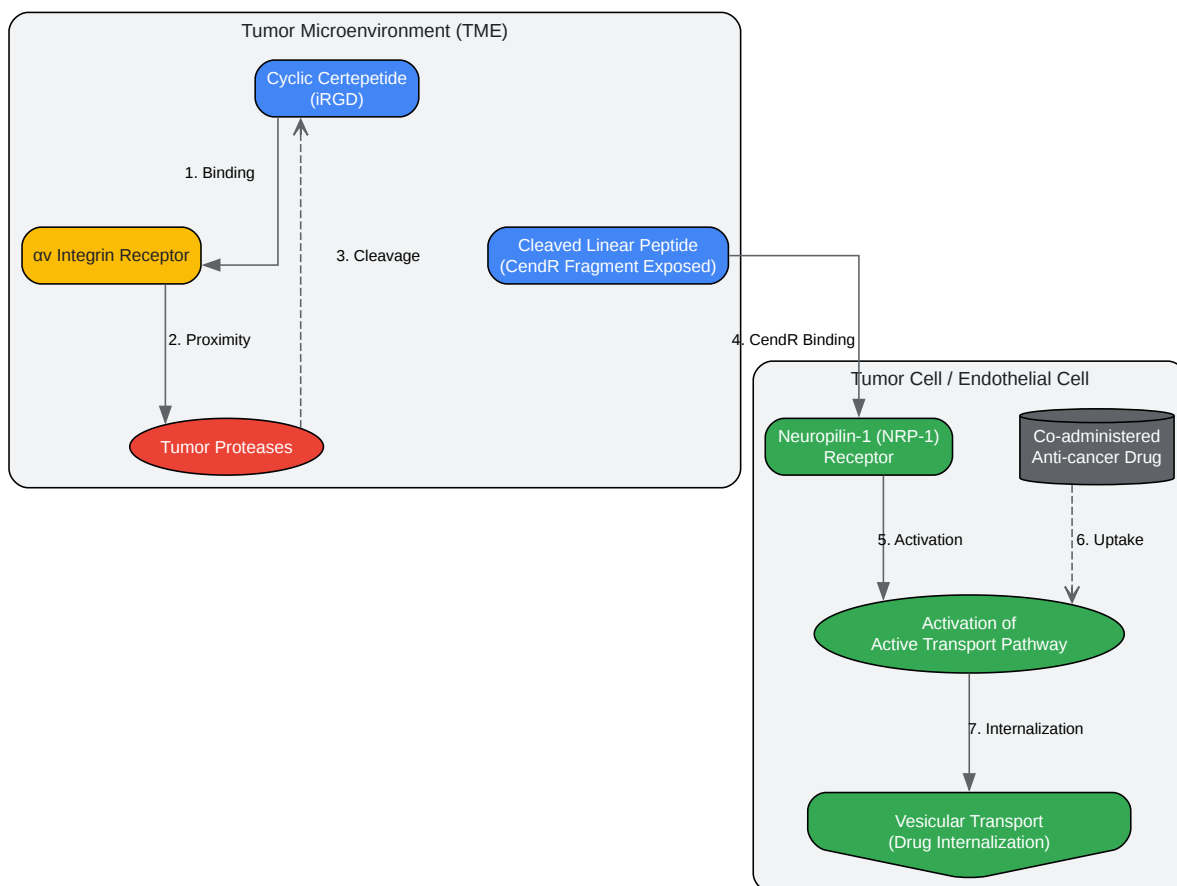 Tumor Microenvironment (TME)
Cyclic Certepetide
(iRGD)
1. Binding
αv Integrin Receptor
3. Cleavage
Cleaved Linear Peptide
(CendR Fragment Exposed)
2. Proximity
4. CendR Binding
Tumor Proteases
Tumor Cell / Endothelial Cell
Neuropilin-1 (NRP-1)
Receptor
Co-administered
Anti-cancer Drug
5. Activation
6. Uptake
Activation of
Active Transport Pathway
7. Internalization
Vesicular Transport
(Drug Internalization)